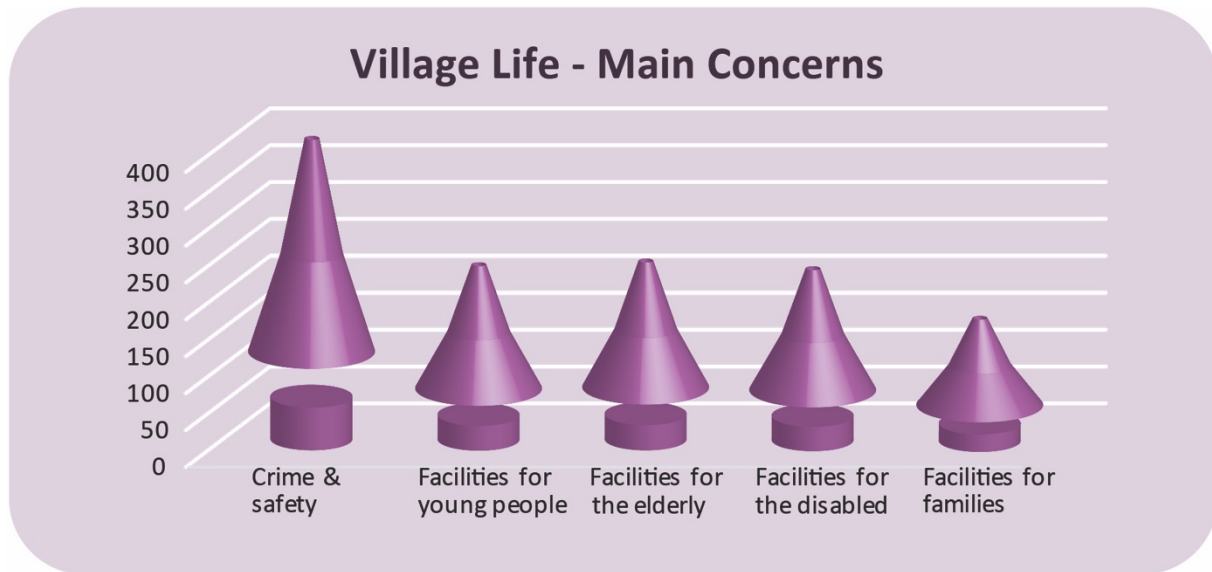 Village Life - Main Concerns
400
350
300
250
200
150
100
50
0
Crime &
safety
Facilities for
young people
Facilities for
the elderly
Facilities for
the disabled
Facilities for
families